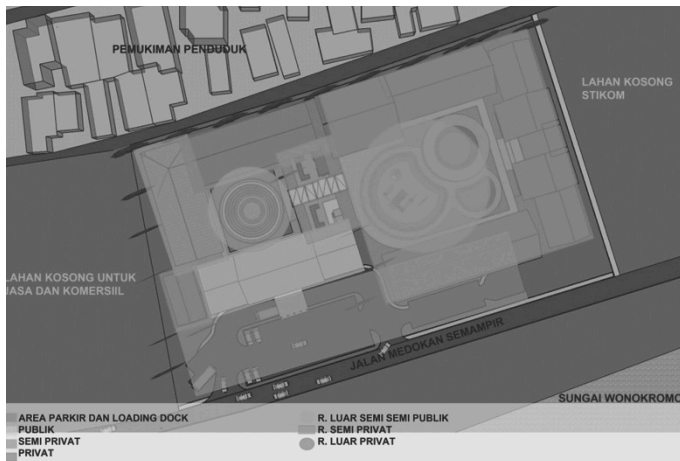 PEMUKIMAN PENDUDUK
LAHAN KOSONG
STIKOM
LAHAN KOSONG UNTUK
JASA DAN KOMERSIIL
JALAN MEDOKAN SEMAMPIR
SUNGAI WONOKROMO
AREA PARKIR DAN LOADING DOCK
PUBLIK
SEMI PRIVAT
PRIVAT
R. LUAR SEMI SEMI PUBLIK
R. SEMI PRIVAT
R. LUAR PRIVAT